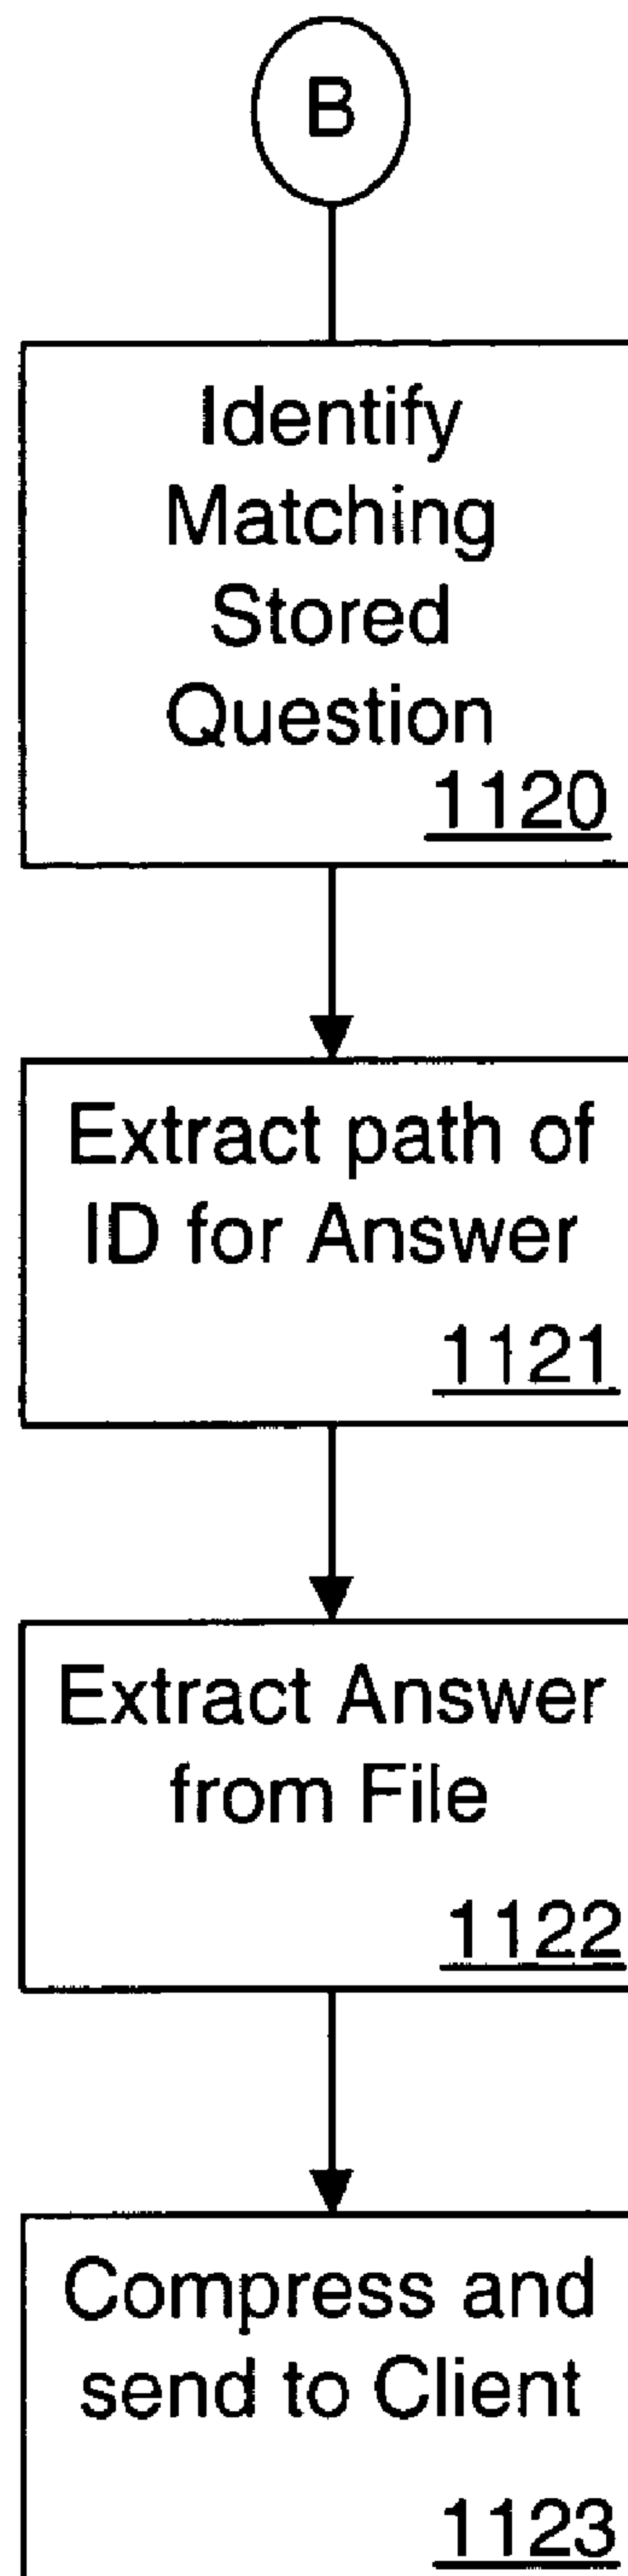 B
Identify
Matching
Stored
Question
1120
Extract path of
ID for Answer
1121
Extract Answer
from File
1122
Compress and
send to Client
1123